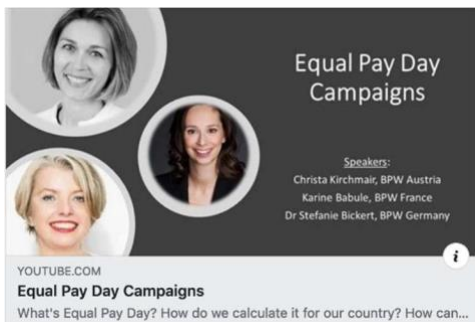 Equal Pay Day
Campaigns
Speakers:
Christa Kirchmair, BPW Austria
Karine Babule, BPW France
Dr Stefanie Bickert, BPW Germany
i
YOUTUBE.COM
Equal Pay Day Campaigns
What's Equal Pay Day? How do we calculate it for our country? How can...